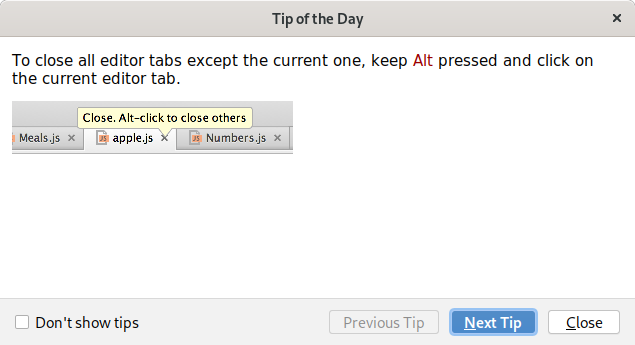 Tip of the Day
To close all editor tabs except the current one, keep Alt pressed and click on
the current editor tab.
Close. Alt-click to close others
Meals.js apple.js Numbers.js
Don't show tips Previous Tip Next Tip Close